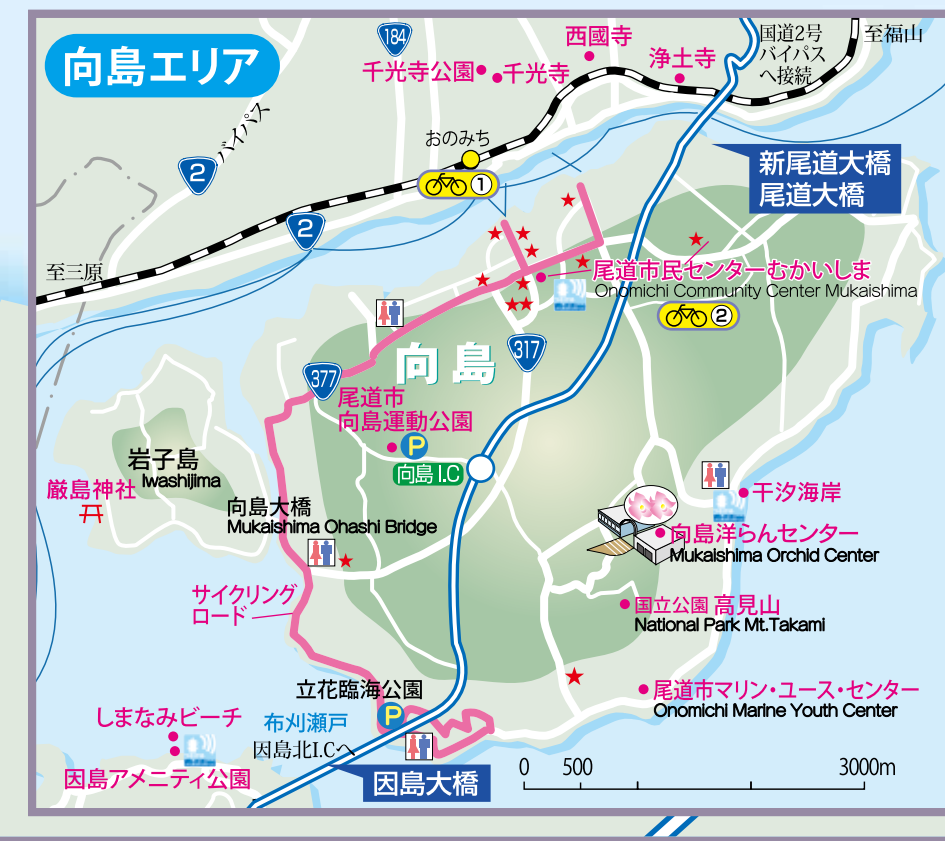 向島エリア
184
西國寺
国道2号
バイパス
へ接続
至福山
千光寺公園
千光寺
浄土寺
バイパス
おのみち
①
2
新尾道大橋
尾道大橋
2
至三原
尾道市民センターむかいしま
Onomichi Community Center Mukaishima
②
向島
317
377
尾道市
向島運動公園
P
向島I.C
岩子島
Iwashijima
厳島神社
向島大橋
Mukaishima Ohashi Bridge
干汐海岸
向島洋らんセンター
Mukaishima Orchid Center
サイクリング
ロード
国立公園 高見山
National Park Mt.Takami
立花臨海公園
P
尾道市マリン・ユース・センター
Onomichi Marine Youth Center
しまなみビーチ
布刈瀬戸
因島北I.Cへ
因島アメニティ公園
因島大橋
0 500 3000m